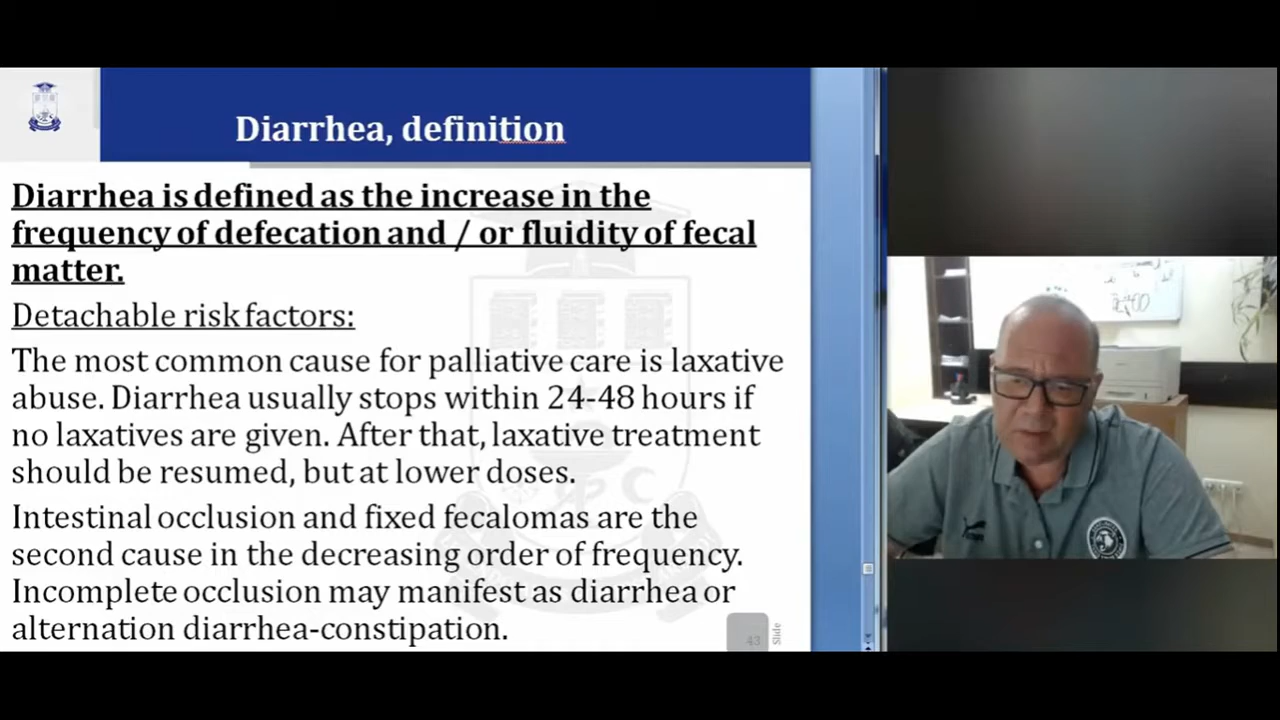 Diarrhea, definition
Diarrhea is defined as the increase in the
frequency of defecation and / or fluidity of fecal
matter.
Detachable risk factors:
The most common cause for palliative care is laxative
abuse. Diarrhea usually stops within 24-48 hours if
no laxatives are given. After that, laxative treatment
should be resumed, but at lower doses.
Intestinal occlusion and fixed fecalomas are the
second cause in the decreasing order of frequency.
Incomplete occlusion may manifest as diarrhea or
alternation diarrhea-constipation.
43
Slide